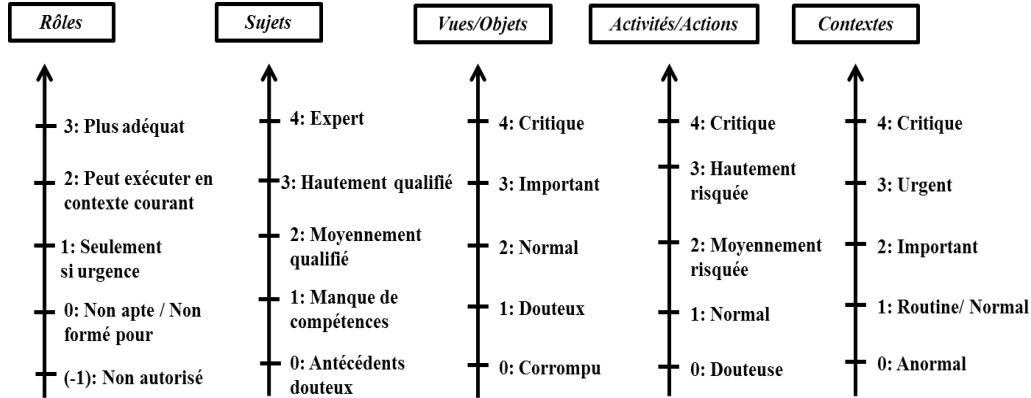 Rôles
3: Plus adéquat
2: Peut exécuter en
contexte courant
1: Seulement
si urgence
0: Non apte / Non
formé pour
(-1): Non autorisé
Sujets
4: Expert
3: Hautement qualifié
2: Moyennement
qualifié
1: Manque de
compétences
0: Antécédents
douteux
Vues/Objets
4: Critique
3: Important
2: Normal
1: Douteux
0: Corrompu
Activités/Actions
4: Critique
3: Hautement
risquée
2: Moyennement
risquée
1: Normal
0: Douteuse
Contextes
4: Critique
3: Urgent
2: Important
1: Routine/ Normal
0: Anormal